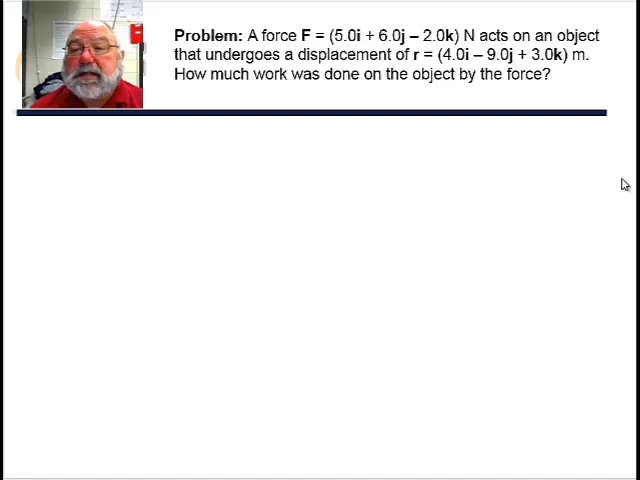 Problem: A force F = (5.0i + 6.0j – 2.0k) N acts on an object
that undergoes a displacement of r = (4.0i – 9.0j + 3.0k) m.
How much work was done on the object by the force?